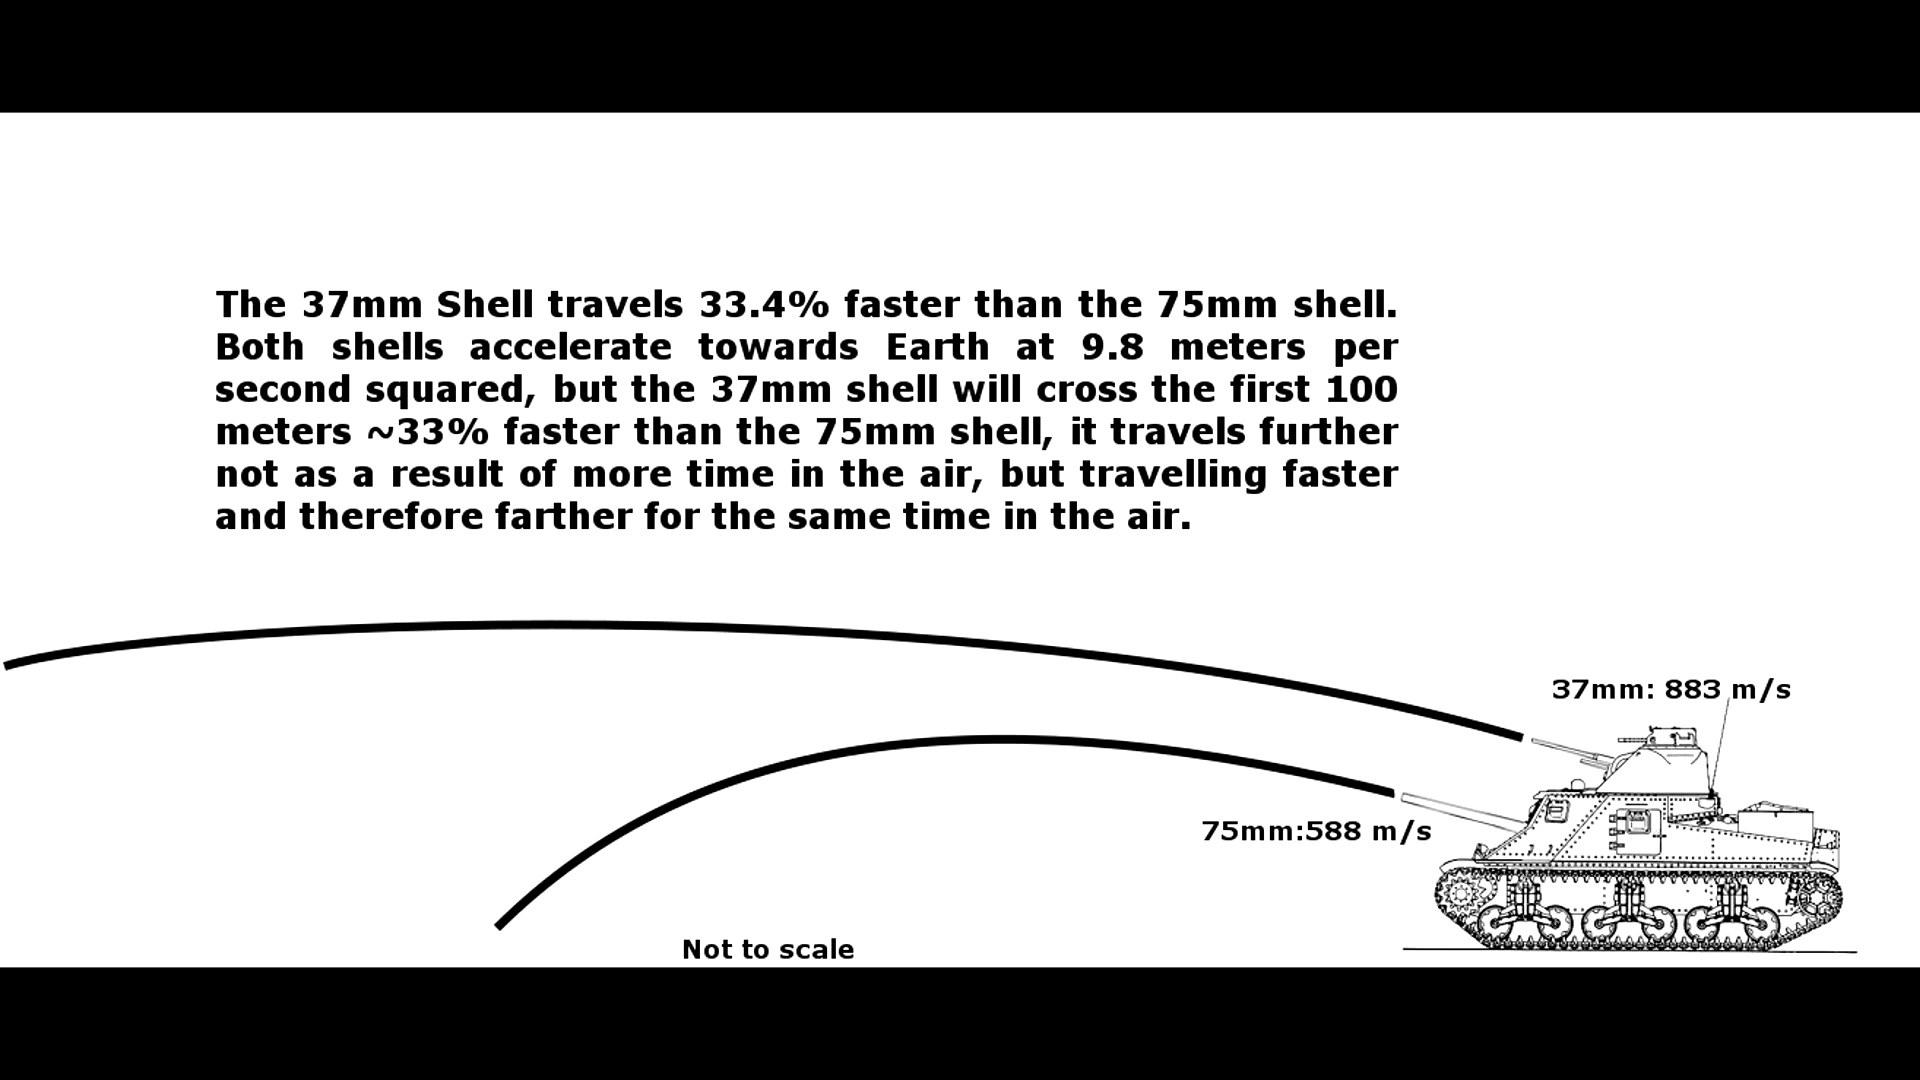 The 37mm Shell travels 33.4% faster than the 75mm shell.
Both shells accelerate towards Earth at 9.8 meters per
second squared, but the 37mm shell will cross the first 100
meters ~33% faster than the 75mm shell, it travels further
not as a result of more time in the air, but travelling faster
and therefore farther for the same time in the air.
37mm: 883 m/s
75mm:588 m/s
Not to scale